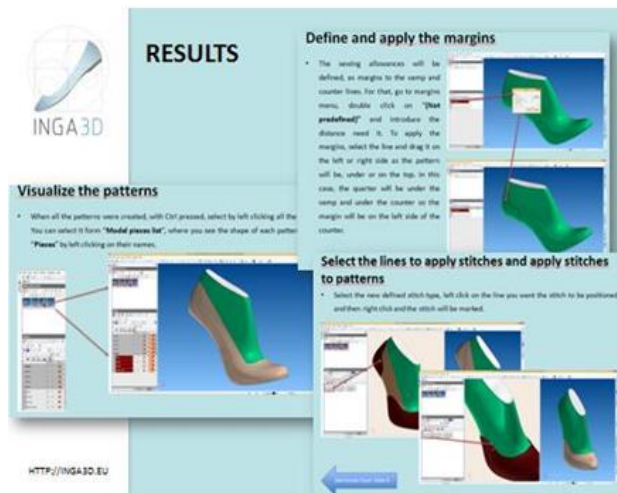 INGA3D
RESULTS
Define and apply the margins
• The sewing allowances will be
defined, as margins to the vamp and
counter lines. For that, go to margins
menu, double click on "(Not
predefined)" and introduce the
distance need it. To apply the
margins, select the line and drag it on
the left or right side as the pattern
will be, under or on the top. In this
case, the quarter will be under the
vamp and under the counter so the
margin will be on the left side of the
counter.
Visualize the patterns
• When all the patterns were created, with Ctrl pressed, select by left clicking all the
You can select it form "Model pieces list", where you see the shape of each patter
"Pieces" by left clicking on their names.
Select the lines to apply stitches and apply stitches
to patterns
• Select the new defined stitch type, left click on the line you want the stitch to be positioned
and then right click and the stitch will be marked.
HTTP://INGA3D.EU